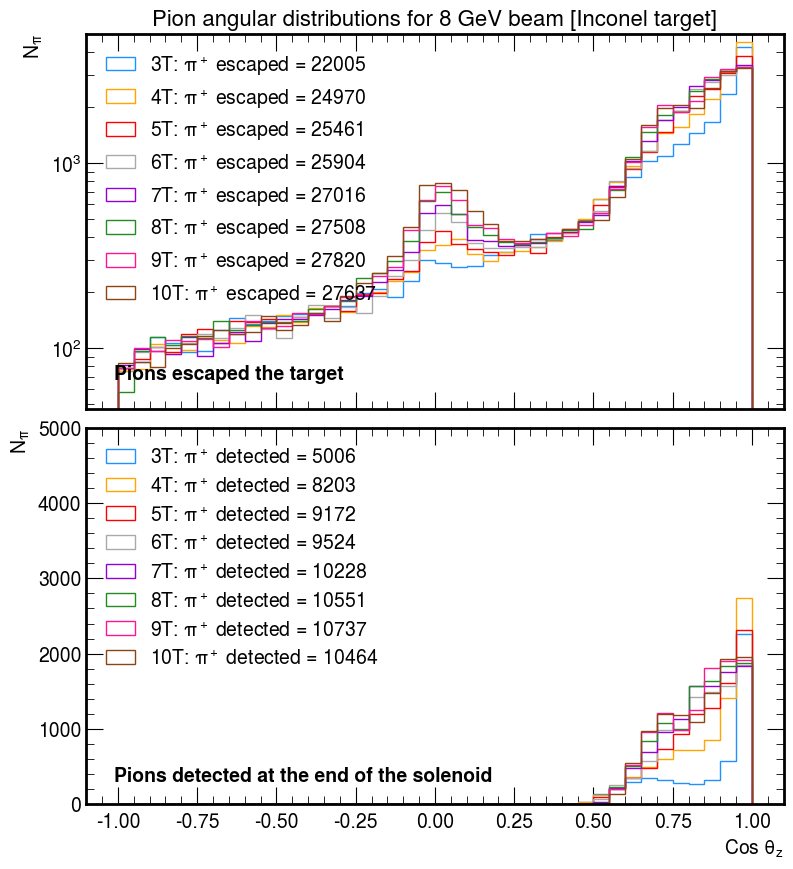 Pion angular distributions for 8 GeV beam [Inconel target]
Nπ
3T: π⁺ escaped = 22005
4T: π⁺ escaped = 24970
5T: π⁺ escaped = 25461
6T: π⁺ escaped = 25904
7T: π⁺ escaped = 27016
8T: π⁺ escaped = 27508
9T: π⁺ escaped = 27820
10T: π⁺ escaped = 27637
10³
10²
Pions escaped the target
Nπ
5000
4000
3000
2000
1000
0
3T: π⁺ detected = 5006
4T: π⁺ detected = 8203
5T: π⁺ detected = 9172
6T: π⁺ detected = 9524
7T: π⁺ detected = 10228
8T: π⁺ detected = 10551
9T: π⁺ detected = 10737
10T: π⁺ detected = 10464
Pions detected at the end of the solenoid
-1.00 -0.75 -0.50 -0.25 0.00 0.25 0.50 0.75 1.00
Cos θz